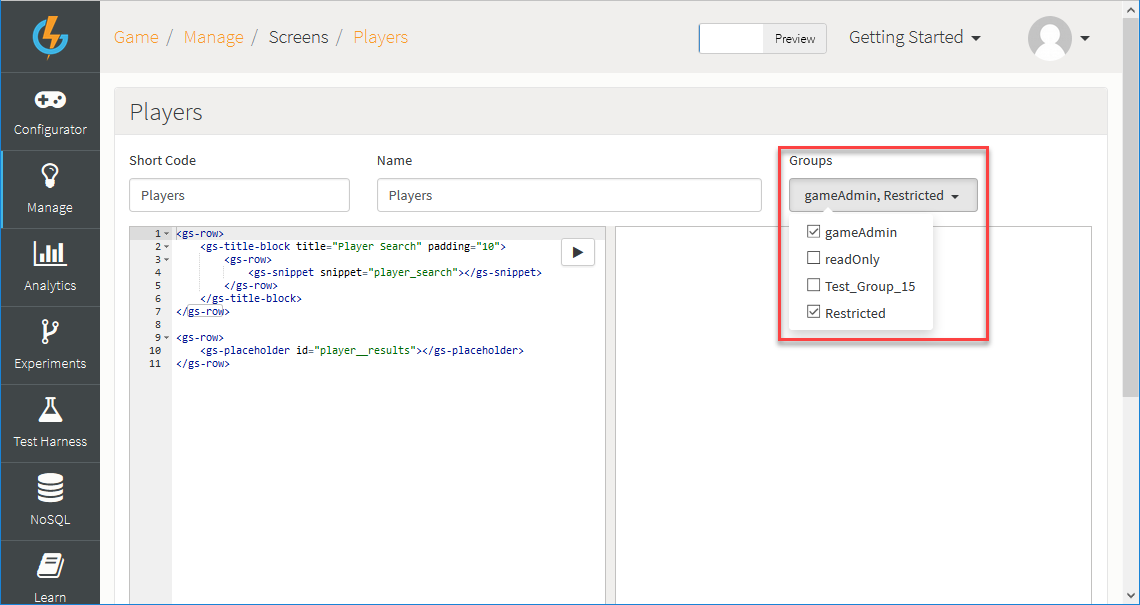 Game / Manage / Screens / Players
Preview
Getting Started
Configurator
Manage
Analytics
Experiments
Test Harness
NoSQL
Learn
Players
Short Code
Name
Groups
Players
Players
gameAdmin, Restricted
gameAdmin
readOnly
Test_Group_15
Restricted
1 <gs-row>
2 <gs-title-block title="Player Search" padding="10">
3 <gs-row>
4 <gs-snippet snippet="player_search"></gs-snippet>
5 </gs-row>
6 </gs-title-block>
7 </gs-row>
8
9 <gs-row>
10 <gs-placeholder id="player__results"></gs-placeholder>
11 </gs-row>